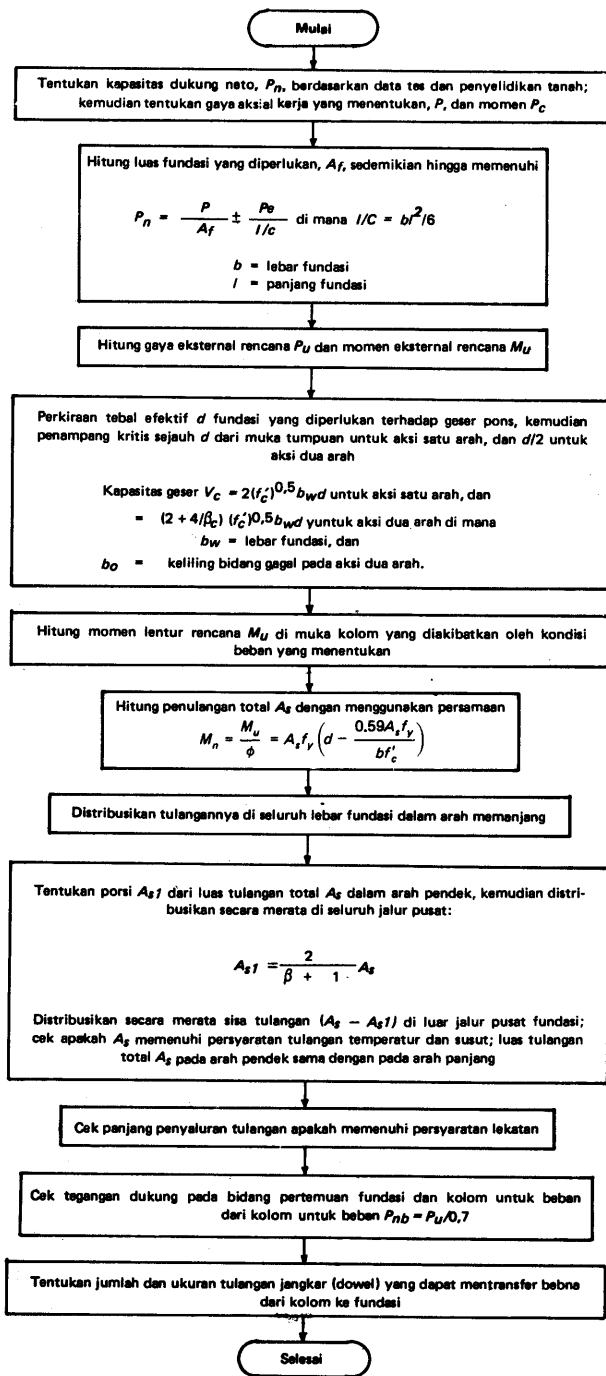 Mulai
Tentukan kapasitas dukung neto, Pn, berdasarkan data tes dan penyelidikan tanah;
kemudian tentukan gaya aksial kerja yang menentukan, P, dan momen Pc
Hitung luas fundasi yang diperlukan, Af, sedemikian hingga memenuhi
Pn = P/Af ± Pe/I/c di mana I/C = bl²/6
b = lebar fundasi
l = panjang fundasi
Hitung gaya eksternal rencana Pu dan momen eksternal rencana Mu
Perkiraan tebal efektif d fundasi yang diperlukan terhadap geser pons, kemudian
penampang kritis sejauh d dari muka tumpuan untuk aksi satu arah, dan d/2 untuk
aksi dua arah
Kapasitas geser Vc = 2(f'c)^0,5 bwd untuk aksi satu arah, dan
= (2 + 4/βc) (f'c)^0,5 bwd yuntuk aksi dua arah di mana
bw = lebar fundasi, dan
bo = keliling bidang gagal pada aksi dua arah.
Hitung momen lentur rencana Mu di muka kolom yang diakibatkan oleh kondisi
beban yang menentukan
Hitung penulangan total As dengan menggunakan persamaan
Mn = Mu/φ = As fy (d − 0.59As fy/bf'c)
Distribusikan tulangannya di seluruh lebar fundasi dalam arah memanjang
Tentukan porsi As1 dari luas tulangan total As dalam arah pendek, kemudian distri-
busikan secara merata di seluruh jalur pusat:
As1 = 2/β + 1 As
Distribusikan secara merata sisa tulangan (As − As1) di luar jalur pusat fundasi;
cek apakah As memenuhi persyaratan tulangan temperatur dan susut; luas tulangan
total As pada arah pendek sama dengan pada arah panjang
Cek panjang penyaluran tulangan apakah memenuhi persyaratan lekatan
Cek tegangan dukung pada bidang pertemuan fundasi dan kolom untuk beban
dari kolom untuk beban Pnb = Pu/0,7
Tentukan jumlah dan ukuran tulangan jangkar (dowel) yang dapat mentransfer bebna
dari kolom ke fundasi
Selesai